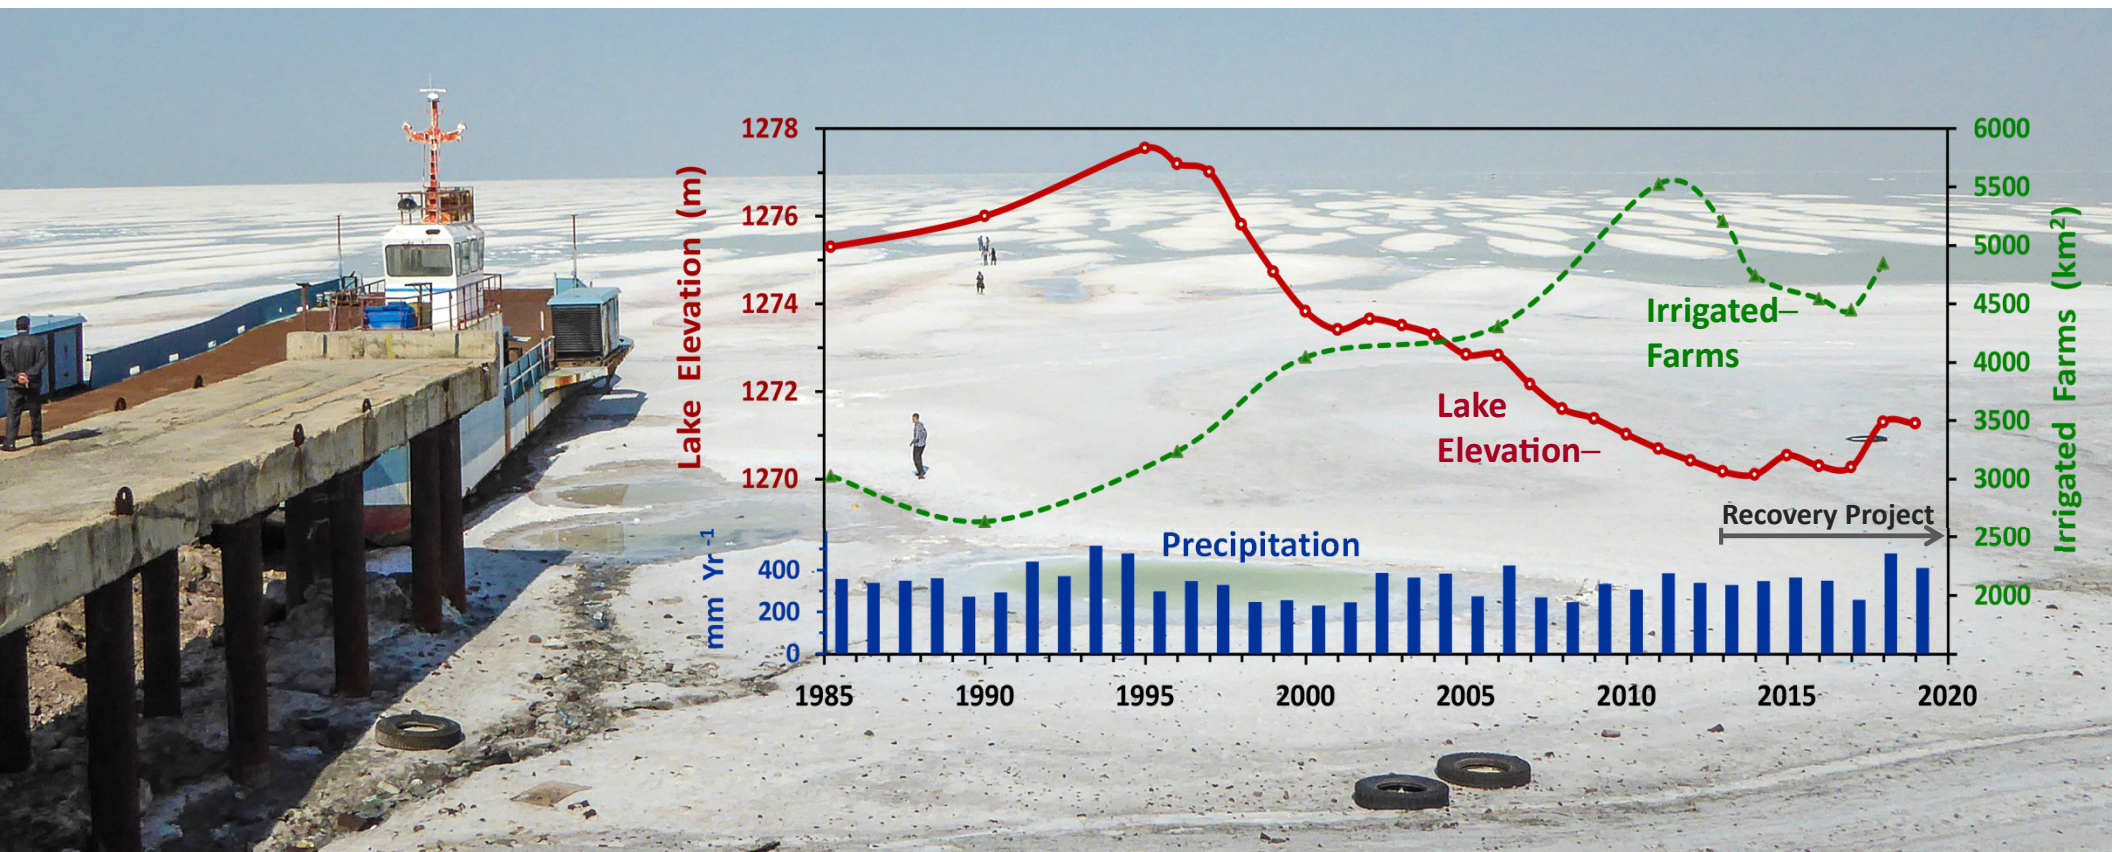 1278
1276
1274
1272
1270
Lake Elevation (m)
6000
5500
5000
4500
4000
3500
3000
2500
2000
Irrigated Farms (km²)
Irrigated–
Farms
Lake
Elevation–
Recovery Project
Precipitation
400
200
0
mm Yr -1
1985 1990 1995 2000 2005 2010 2015 2020